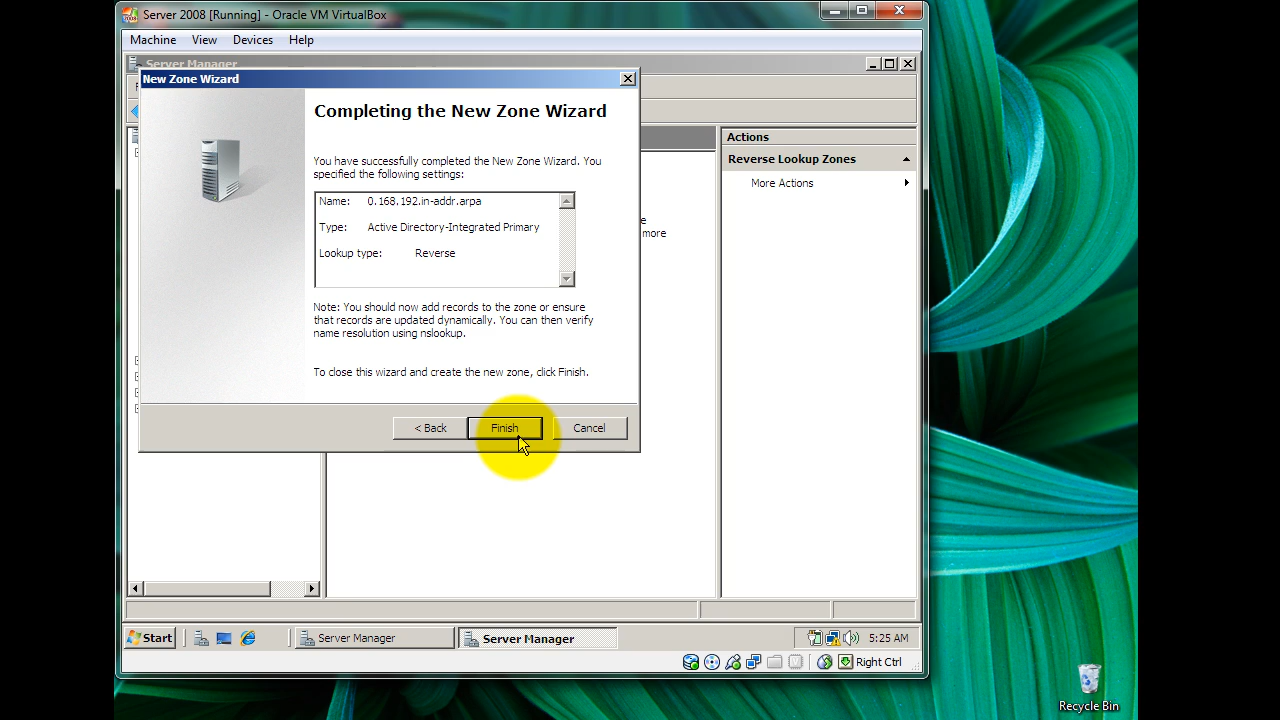 Server 2008 [Running] - Oracle VM VirtualBox
Machine View Devices Help
Server Manager
New Zone Wizard
Completing the New Zone Wizard
You have successfully completed the New Zone Wizard. You
specified the following settings:
Name: 0.168.192.in-addr.arpa
Type: Active Directory-Integrated Primary
Lookup type: Reverse
Note: You should now add records to the zone or ensure
that records are updated dynamically. You can then verify
name resolution using nslookup.
To close this wizard and create the new zone, click Finish.
< Back Finish Cancel
more
Actions
Reverse Lookup Zones
More Actions
Start Server Manager Server Manager 5:25 AM
Right Ctrl
Recycle Bin